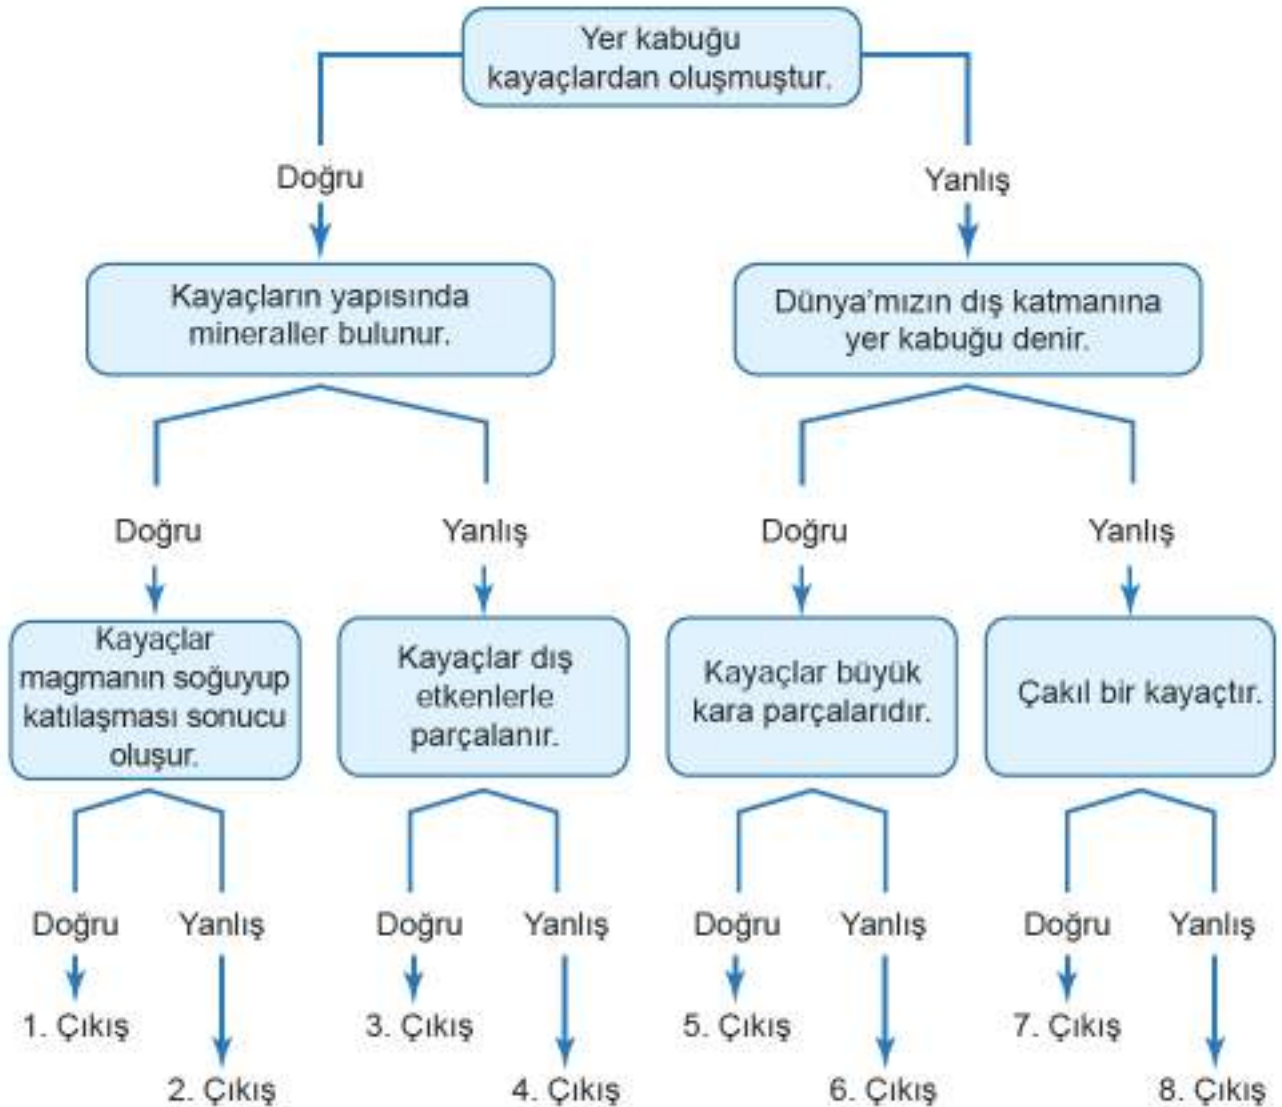 Yer kabuğu
kayaçlardan oluşmuştur.
Doğru
Yanlış
Kayaçların yapısında
mineraller bulunur.
Dünya’mızın dış katmanına
yer kabuğu denir.
Doğru
Yanlış
Doğru
Yanlış
Kayaçlar
magmanın soğuyup
katılaşması sonucu
oluşur.
Kayaçlar dış
etkenlerle
parçalanır.
Kayaçlar büyük
kara parçalarıdır.
Çakıl bir kayaçtır.
Doğru
Yanlış
Doğru
Yanlış
Doğru
Yanlış
Doğru
Yanlış
1. Çıkış
2. Çıkış
3. Çıkış
4. Çıkış
5. Çıkış
6. Çıkış
7. Çıkış
8. Çıkış